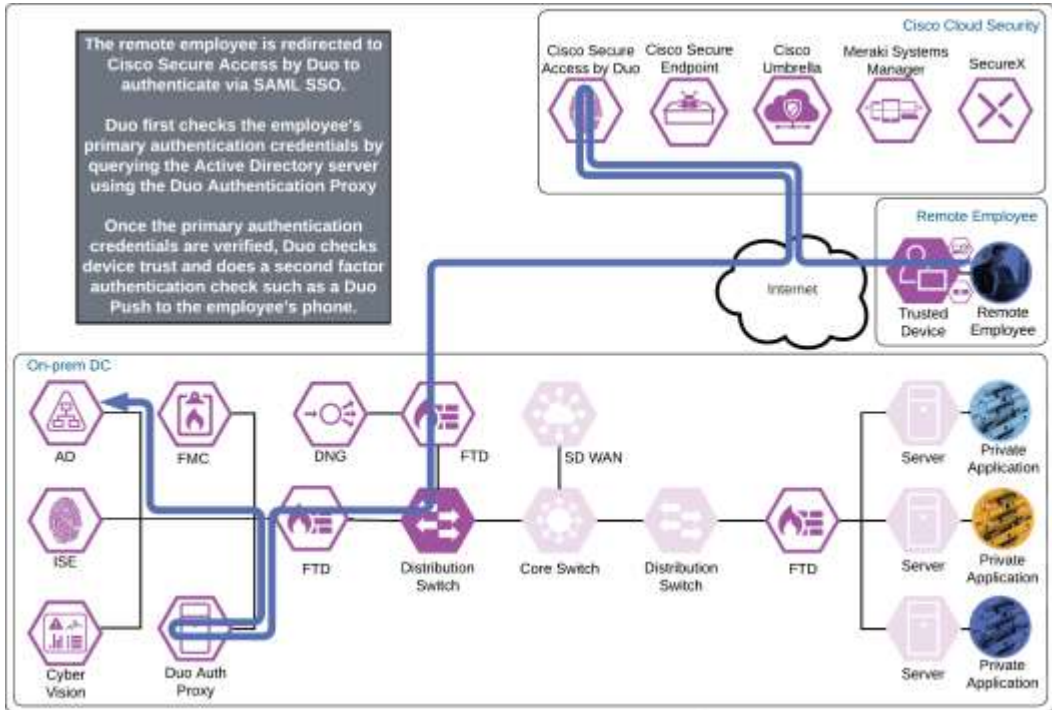 The remote employee is redirected to
Cisco Secure Access by Duo to
authenticate via SAML SSO.
Duo first checks the employee's
primary authentication credentials by
querying the Active Directory server
using the Duo Authentication Proxy
Once the primary authentication
credentials are verified, Duo checks
device trust and does a second factor
authentication check such as a Duo
Push to the employee's phone.
Cisco Cloud Security
Cisco Secure
Access by Duo
Cisco Secure
Endpoint
Cisco
Umbrella
Meraki Systems
Manager
SecureX
Remote Employee
Internet
Trusted
Device
Remote
Employee
On-prem DC
AD
FMC
DNG
FTD
SD WAN
Server
Private
Application
ISE
FTD
Distribution
Switch
Core Switch
Distribution
Switch
FTD
Server
Private
Application
Cyber
Vision
Duo Auth
Proxy
Server
Private
Application